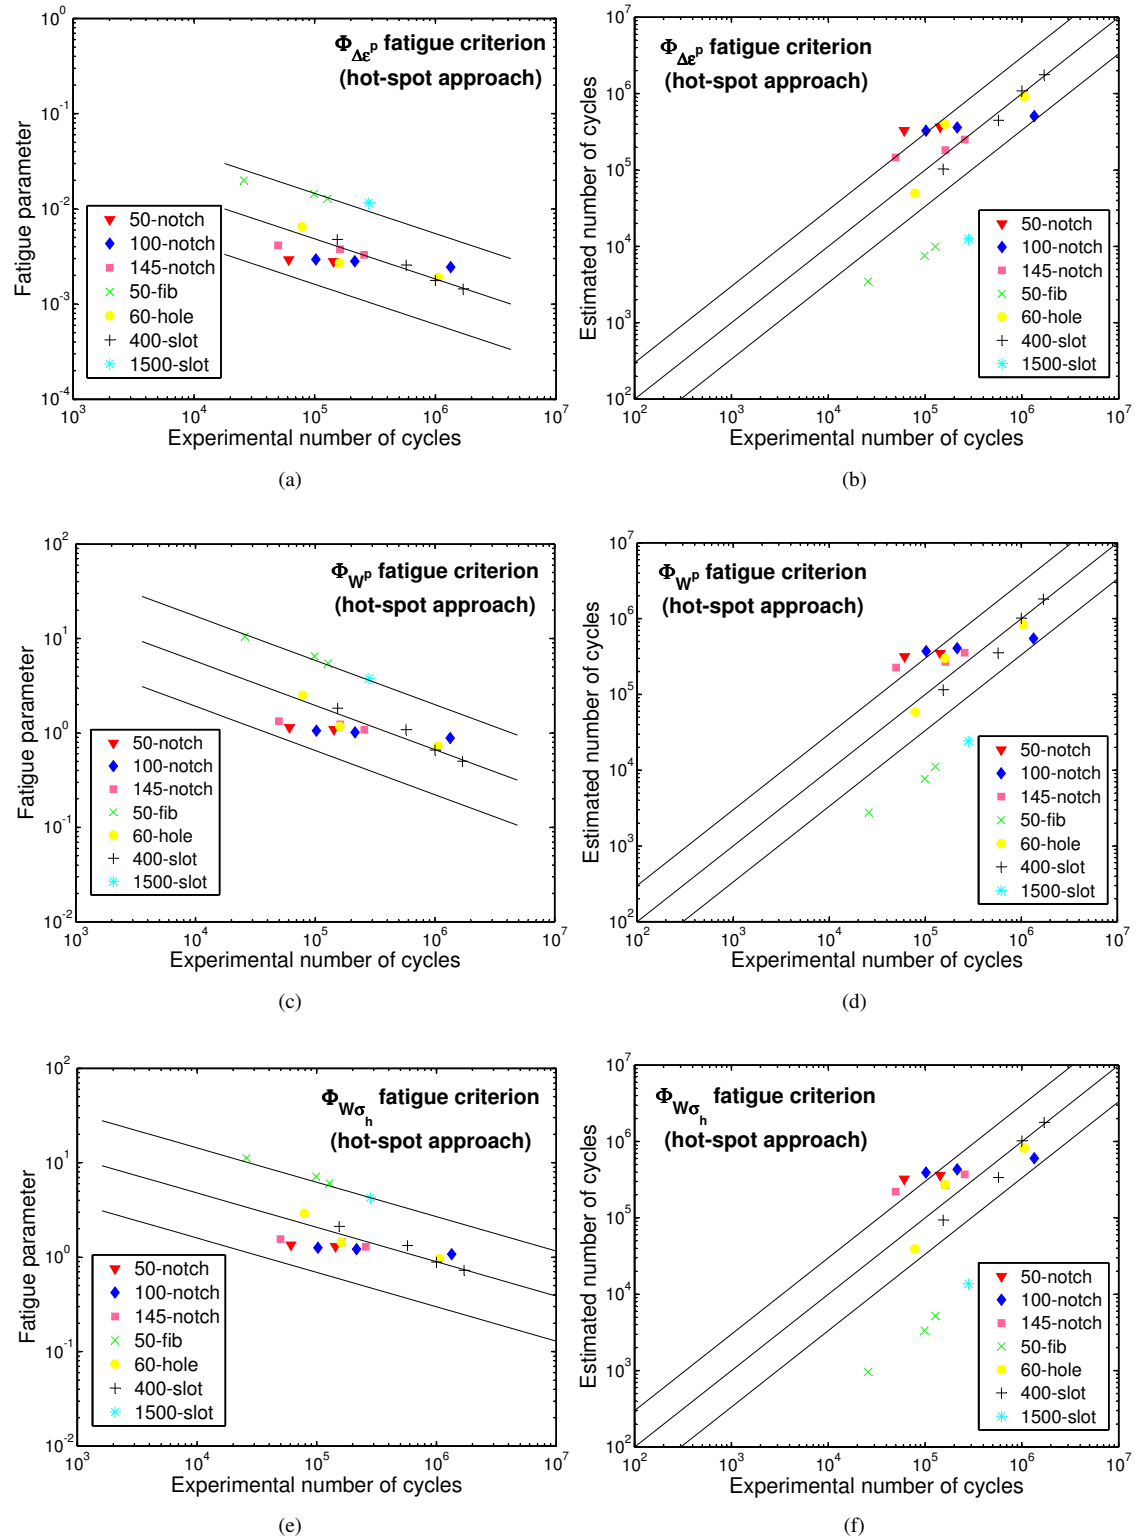 Φ_Δε^p fatigue criterion
(hot-spot approach)
Fatigue parameter
10^0
10^-1
10^-2
10^-3
10^-4
50-notch
100-notch
145-notch
50-fib
60-hole
400-slot
1500-slot
10^3 10^4 10^5 10^6 10^7
Experimental number of cycles
(a)
Φ_Δε^p fatigue criterion
(hot-spot approach)
Estimated number of cycles
10^7
10^6
10^5
10^4
10^3
10^2
50-notch
100-notch
145-notch
50-fib
60-hole
400-slot
1500-slot
10^2 10^3 10^4 10^5 10^6 10^7
Experimental number of cycles
(b)
Φ_W^p fatigue criterion
(hot-spot approach)
Fatigue parameter
10^2
10^1
10^0
10^-1
10^-2
50-notch
100-notch
145-notch
50-fib
60-hole
400-slot
1500-slot
10^3 10^4 10^5 10^6 10^7
Experimental number of cycles
(c)
Φ_W^p fatigue criterion
(hot-spot approach)
Estimated number of cycles
10^7
10^6
10^5
10^4
10^3
10^2
50-notch
100-notch
145-notch
50-fib
60-hole
400-slot
1500-slot
10^2 10^3 10^4 10^5 10^6 10^7
Experimental number of cycles
(d)
Φ_Wσ_h fatigue criterion
(hot-spot approach)
Fatigue parameter
10^2
10^1
10^0
10^-1
10^-2
50-notch
100-notch
145-notch
50-fib
60-hole
400-slot
1500-slot
10^3 10^4 10^5 10^6 10^7
Experimental number of cycles
(e)
Φ_Wσ_h fatigue criterion
(hot-spot approach)
Estimated number of cycles
10^7
10^6
10^5
10^4
10^3
10^2
50-notch
100-notch
145-notch
50-fib
60-hole
400-slot
1500-slot
10^2 10^3 10^4 10^5 10^6 10^7
Experimental number of cycles
(f)